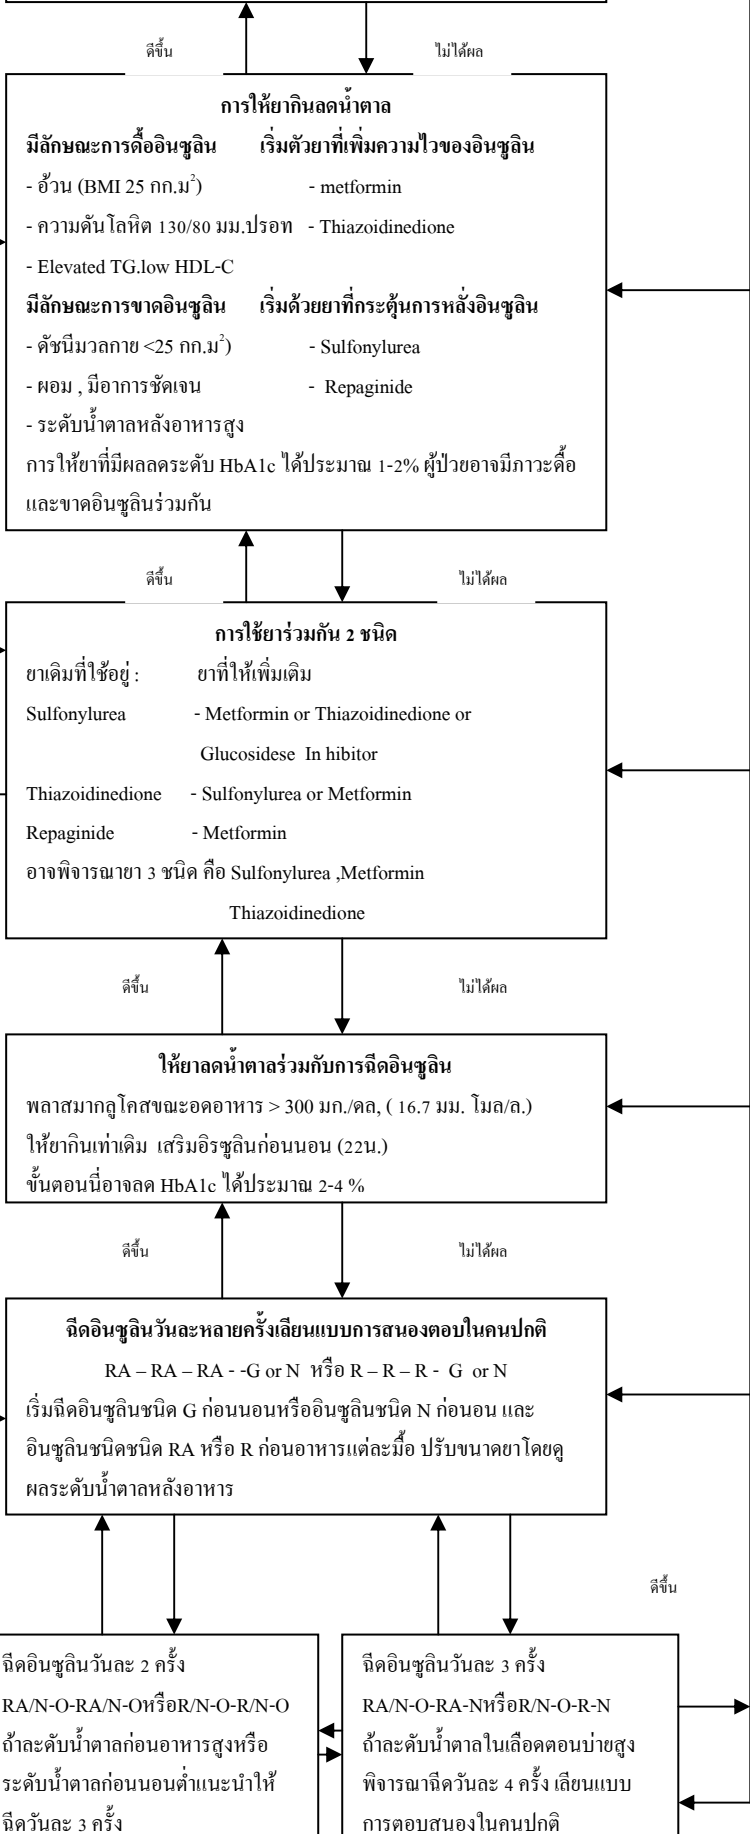 ดีขึ้น ไม่ได้ผล
การให้ยากินลดน้ำตาล
มีลักษณะการดื้ออินซูลิน เริ่มตัวยาที่เพิ่มความไวของอินซูลิน
- อ้วน (BMI 25 กก.ม²) - metformin
- ความดันโลหิต 130/80 มม.ปรอท - Thiazoidinedione
- Elevated TG.low HDL-C
มีลักษณะการขาดอินซูลิน เริ่มด้วยยาที่กระตุ้นการหลั่งอินซูลิน
- ดัชนีมวลกาย <25 กก.ม²) - Sulfonylurea
- ผอม , มีอาการชัดเจน - Repaginide
- ระดับน้ำตาลหลังอาหารสูง
การให้ยาที่มีผลลดระดับ HbA1c ได้ประมาณ 1-2% ผู้ป่วยอาจมีภาวะดื้อ
และขาดอินซูลินร่วมกัน
ดีขึ้น ไม่ได้ผล
การใช้ยาร่วมกัน 2 ชนิด
ยาเดิมที่ใช้อยู่ : ยาที่ให้เพิ่มเติม
Sulfonylurea - Metformin or Thiazoidinedione or
Glucosidese In hibitor
Thiazoidinedione - Sulfonylurea or Metformin
Repaginide - Metformin
อาจพิจารณายา 3 ชนิด คือ Sulfonylurea ,Metformin
Thiazoidinedione
ดีขึ้น ไม่ได้ผล
ให้ยาลดน้ำตาลร่วมกับการฉีดอินซูลิน
พลาสมากลูโคสขณะอดอาหาร > 300 มก./ดล, ( 16.7 มม. โมล/ล.)
ให้ยากินเท่าเดิม เสริมอิรซูลินก่อนนอน (22น.)
ขั้นตอนนี่อาจลด HbA1c ได้ประมาณ 2-4 %
ดีขึ้น ไม่ได้ผล
ฉีดอินซูลินวันละหลายครั้งเลียนแบบการสนองตอบในคนปกติ
RA – RA – RA - -G or N หรือ R – R – R - G or N
เริ่มฉีดอินซูลินชนิด G ก่อนนอนหรืออินซูลินชนิด N ก่อนอน และ
อินซูลินชนิดชนิด RA หรือ R ก่อนอาหารแต่ละมื้อ ปรับขนาดยาโดยดู
ผลระดับน้ำตาลหลังอาหาร
ดีขึ้น
ฉีดอินซูลินวันละ 2 ครั้ง
RA/N-O-RA/N-OหรือR/N-O-R/N-O
ถ้าละดับน้ำตาลก่อนอาหารสูงหรือ
ระดับน้ำตาลก่อนนอนต่ำแนะนำให้
ฉีดวันละ 3 ครั้ง
ฉีดอินซูลินวันละ 3 ครั้ง
RA/N-O-RA-NหรือR/N-O-R-N
ถ้าละดับน้ำตาลในเลือดตอนบ่ายสูง
พิจารณาฉีดวันละ 4 ครั้ง เลียนแบบ
การตอบสนองในคนปกติ